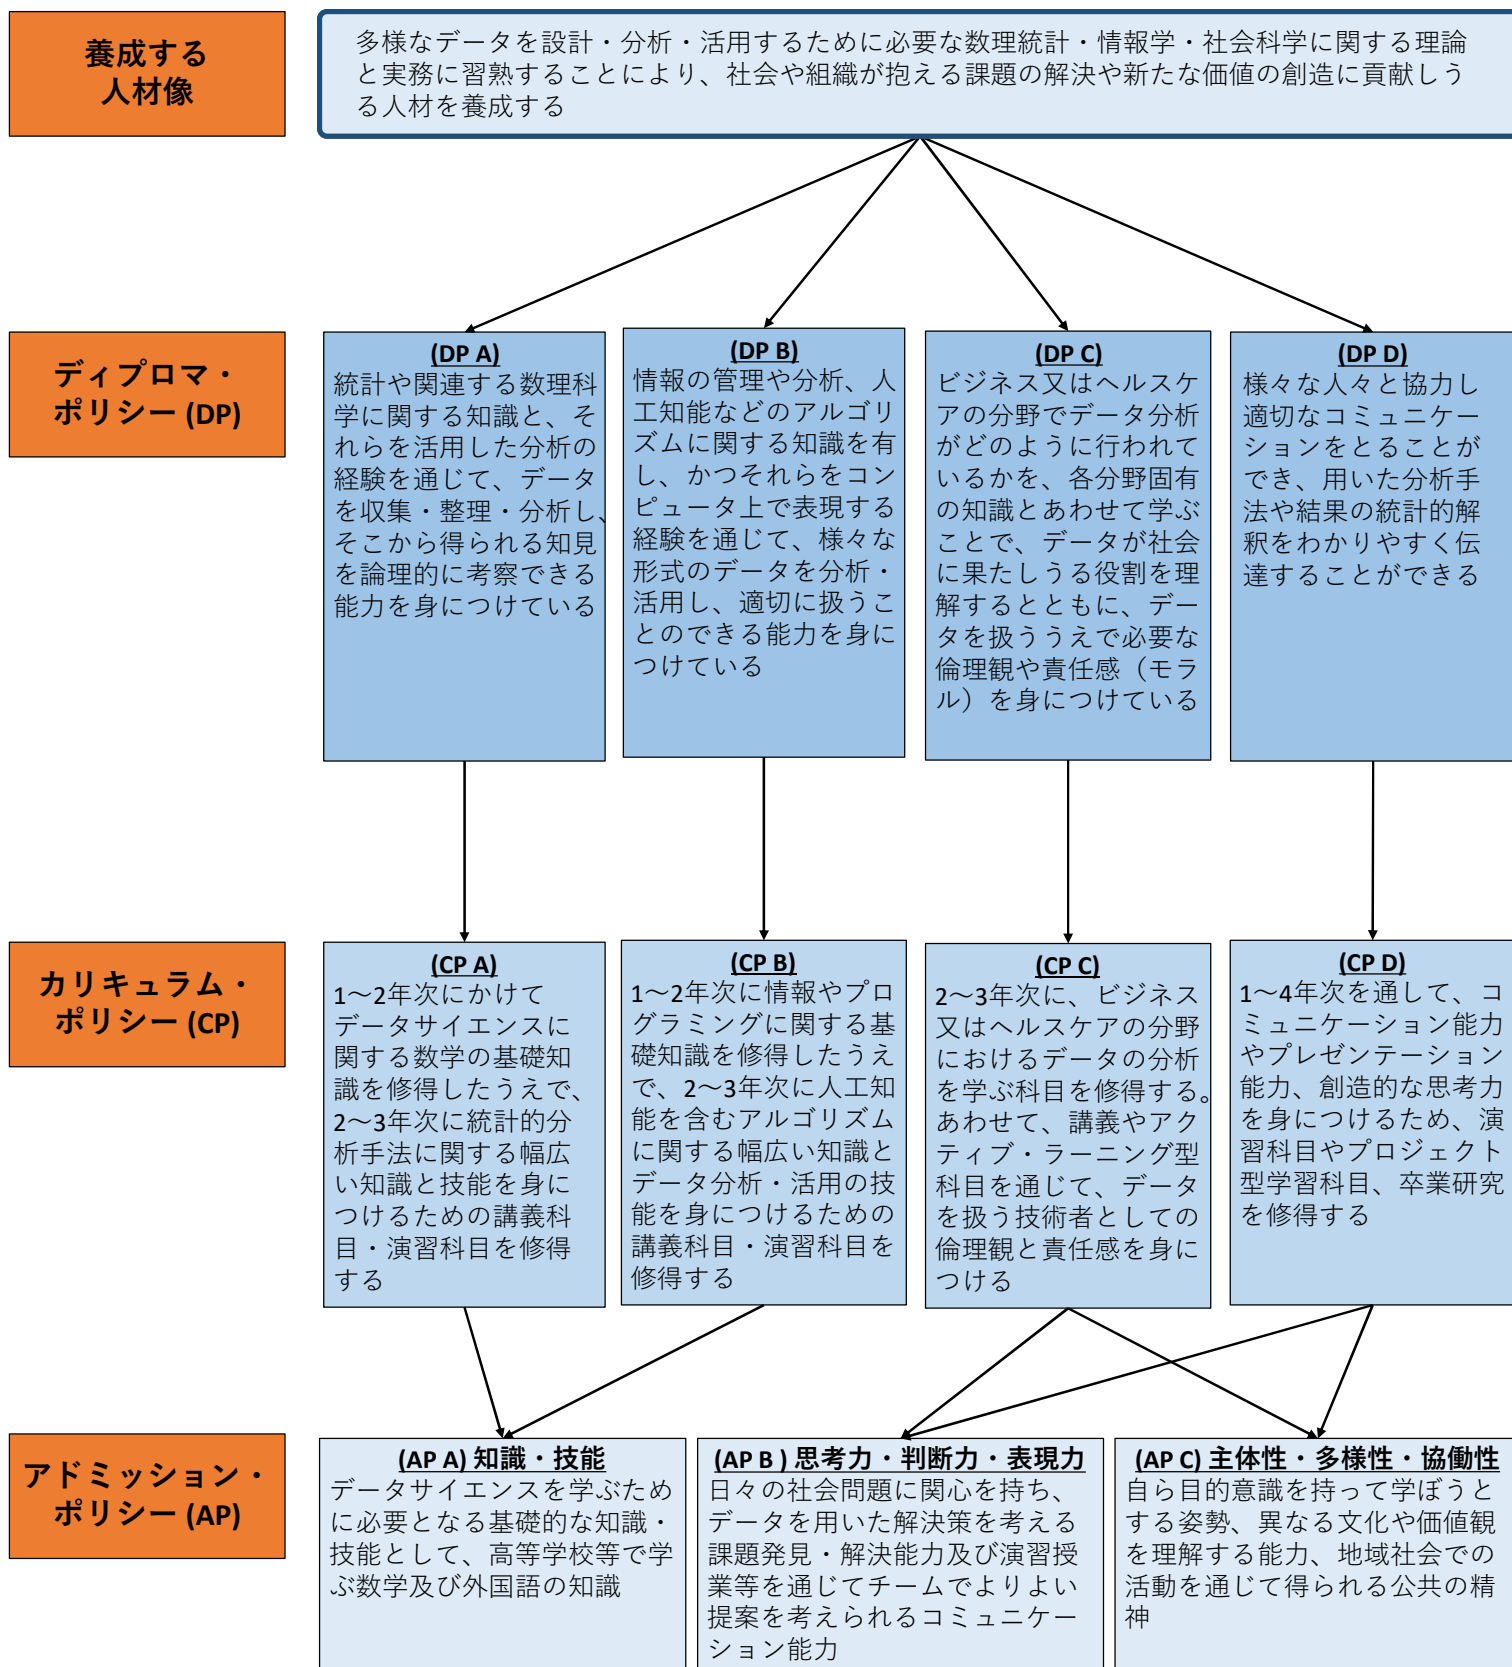 養成する
人材像
多様なデータを設計・分析・活用するために必要な数理統計・情報学・社会科学に関する理論
と実務に習熟することにより、社会や組織が抱える課題の解決や新たな価値の創造に貢献しう
る人材を養成する
ディプロマ・
ポリシー (DP)
(DP A)
統計や関連する数理科
学に関する知識と、そ
れらを活用した分析の
経験を通じて、データ
を収集・整理・分析し、
そこから得られる知見
を論理的に考察できる
能力を身につけている
(DP B)
情報の管理や分析、人
工知能などのアルゴリ
ズムに関する知識を有
し、かつそれらをコン
ピュータ上で表現する
経験を通じて、様々な
形式のデータを分析・
活用し、適切に扱うこ
とのできる能力を身に
つけている
(DP C)
ビジネス又はヘルスケ
アの分野でデータ分析
がどのように行われて
いるかを、各分野固有
の知識とあわせて学ぶ
ことで、データが社会
に果たしうる役割を理
解するとともに、デー
タを扱ううえで必要な
倫理観や責任感（モラ
ル）を身につけている
(DP D)
様々な人々と協力し
適切なコミュニケー
ションをとることが
でき、用いた分析手
法や結果の統計的解
釈をわかりやすく伝
達することができる
カリキュラム・
ポリシー (CP)
(CP A)
1～2年次にかけて
データサイエンスに
関する数学の基礎知
識を修得したうえで、
2～3年次に統計的分
析手法に関する幅広
い知識と技能を身に
つけるための講義科
目・演習科目を修得
する
(CP B)
1～2年次に情報やプロ
グラミングに関する基
礎知識を修得したうえ
で、2～3年次に人工知
能を含むアルゴリズム
に関する幅広い知識と
データ分析・活用の技
能を身につけるための
講義科目・演習科目を
修得する
(CP C)
2～3年次に、ビジネス
又はヘルスケアの分野
におけるデータの分析
を学ぶ科目を修得する。
あわせて、講義やアク
ティブ・ラーニング型
科目を通じて、データ
を扱う技術者としての
倫理観と責任感を身に
つける
(CP D)
1～4年次を通して、コ
ミュニケーション能力
やプレゼンテーション
能力、創造的な思考力
を身につけるため、演
習科目やプロジェクト
型学習科目、卒業研究
を修得する
アドミッション・
ポリシー (AP)
(AP A) 知識・技能
データサイエンスを学ぶため
に必要となる基礎的な知識・
技能として、高等学校等で学
ぶ数学及び外国語の知識
(AP B ) 思考力・判断力・表現力
日々の社会問題に関心を持ち、
データを用いた解決策を考える
課題発見・解決能力及び演習授
業等を通じてチームでよりよい
提案を考えられるコミュニケー
ション能力
(AP C) 主体性・多様性・協働性
自ら目的意識を持って学ぼうと
する姿勢、異なる文化や価値観
を理解する能力、地域社会での
活動を通じて得られる公共の精
神